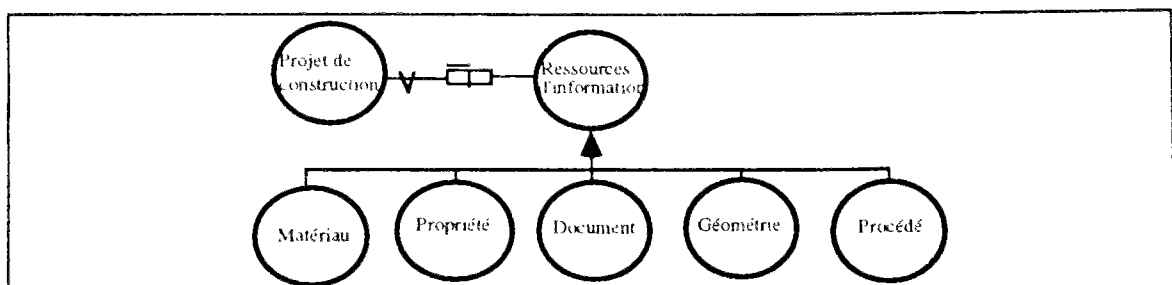 Projet de
construction
Ressources
d'information
Matériau
Propriété
Document
Géométrie
Procédé